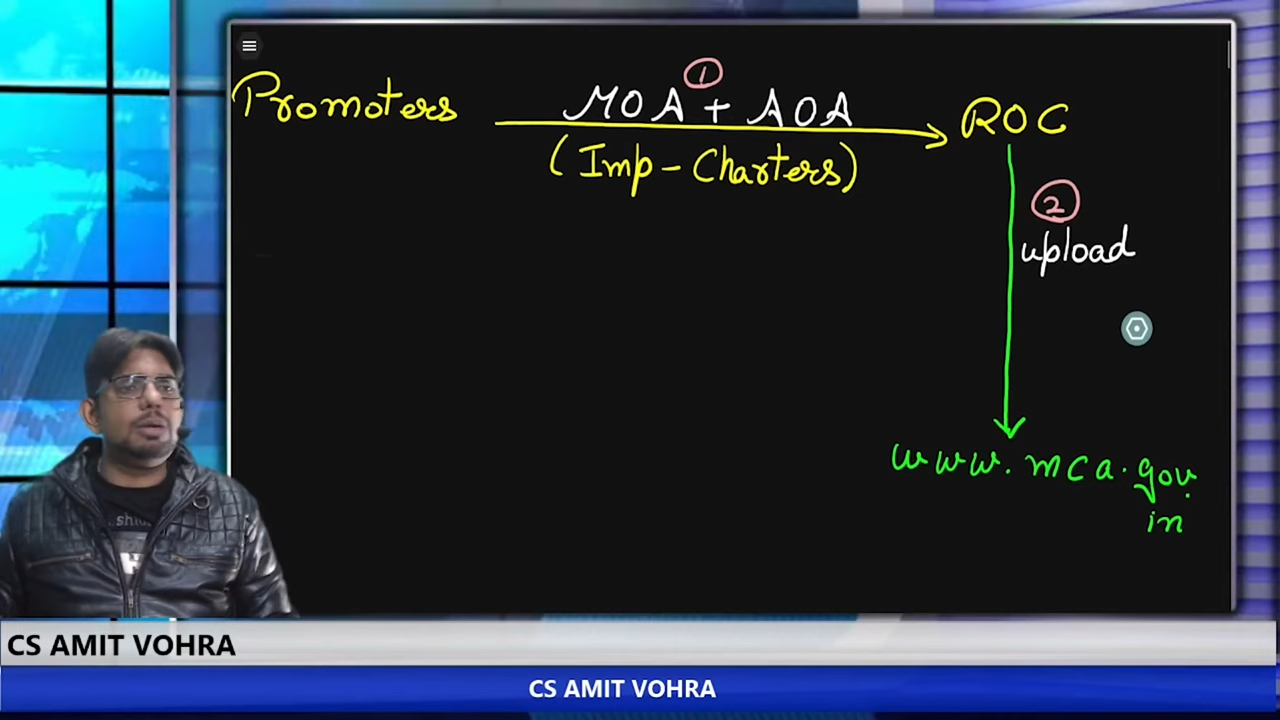 ①
Promoters MOA + AOA ROC
(Imp - Charters)
②
upload
www.mca.gov.
in
CS AMIT VOHRA
CS AMIT VOHRA